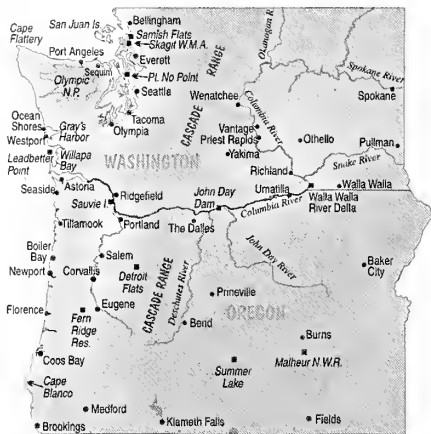 San Juan Is.
Bellingham
Cape
Flattery
Samish Flats
Skagit W.M.A.
Port Angeles
Everett
Sequim
Olympic
N.P.
Pt. No Point
Seattle
CASCADE RANGE
Okanogan R.
Columbia River
Spokane River
Spokane
Wenatchee
Ocean
Shores
Gray's
Harbor
Westport
Tacoma
Olympia
Vantage
Priest Rapids
Yakima
Othello
Pullman
Leadbetter
Point
Willapa
Bay
WASHINGTON
Richland
Snake River
Seaside
Astoria
Ridgefield
John Day
Dam
Umatilla
Walla Walla
Sauvie I.
Columbia River
Walla Walla
River Delta
Tillamook
Portland
The Dalles
Boiler
Bay
Newport
Salem
Corvallis
Detroit
Flats
CASCADE RANGE
Deschutes River
John Day River
Baker
City
Prineville
Florence
Fern
Ridge
Res.
Eugene
Bend
OREGON
Burns
Malheur N.W.R.
Coos Bay
Summer
Lake
Cape
Blanco
Medford
Klamath Falls
Fields
Brookings